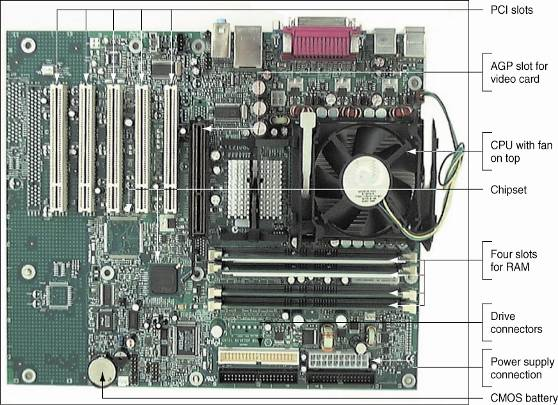 PCI slots
AGP slot for
video card
CPU with fan
on top
Chipset
Four slots
for RAM
Drive
connectors
Power supply
connection
CMOS battery